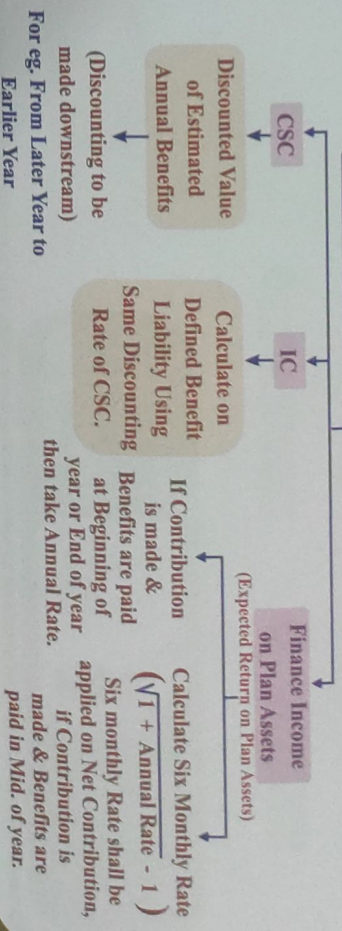 CSC
Discounted Value
of Estimated
Annual Benefits
(Discounting to be
made downstream)
For eg. From Later Year to
Earlier Year
IC
Calculate on
Defined Benefit
Liability Using
Same Discounting
Rate of CSC.
Finance Income
on Plan Assets
(Expected Return on Plan Assets)
If Contribution
is made &
Benefits are paid
at Beginning of
year or End of year
then take Annual Rate.
Calculate Six Monthly Rate
(√1 + Annual Rate - 1)
Six monthly Rate shall be
applied on Net Contribution,
if Contribution is
made & Benefits are
paid in Mid. of year.